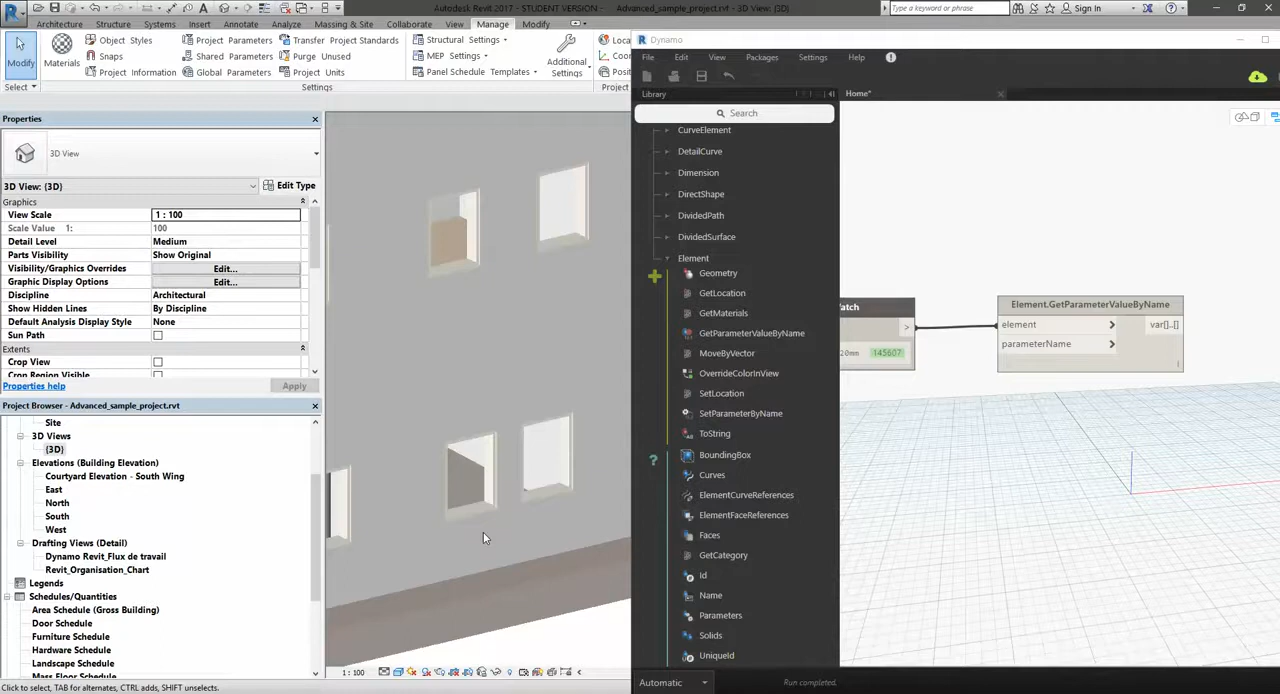 Autodesk Revit 2017 - STUDENT VERSION - Advanced_sample_project.rvt - 3D View: {3D}
Type a keyword or phrase
Sign In
Architecture Structure Systems Insert Annotate Analyze Massing & Site Collaborate View Manage Modify
Modify
Select
Materials
Object Styles
Snaps
Project Information
Project Parameters
Shared Parameters
Global Parameters
Transfer Project Standards
Purge Unused
Project Units
Settings
Structural Settings
MEP Settings
Panel Schedule Templates
Additional
Settings
Project
Properties
3D View
3D View: {3D}
Edit Type
Graphics
View Scale 1 : 100
Scale Value 1: 100
Detail Level Medium
Parts Visibility Show Original
Visibility/Graphics Overrides Edit...
Graphic Display Options Edit...
Discipline Architectural
Show Hidden Lines By Discipline
Default Analysis Display Style None
Sun Path
Extents
Crop View
Crop Region Visible
Properties help
Apply
Project Browser - Advanced_sample_project.rvt
Site
3D Views
{3D}
Elevations (Building Elevation)
Courtyard Elevation - South Wing
East
North
South
West
Drafting Views (Detail)
Dynamo Revit_Flux de travail
Revit_Organisation_Chart
Legends
Schedules/Quantities
Area Schedule (Gross Building)
Door Schedule
Furniture Schedule
Hardware Schedule
Landscape Schedule
1 : 100
Click to select, TAB for alternates, CTRL adds, SHIFT unselects.
Dynamo
File Edit View Packages Settings Help
Library
Search
CurveElement
DetailCurve
Dimension
DirectShape
DividedPath
DividedSurface
Element
Geometry
GetLocation
GetMaterials
GetParameterValueByName
MoveByVector
OverrideColorInView
SetLocation
SetParameterByName
ToString
BoundingBox
Curves
ElementCurveReferences
ElementFaceReferences
Faces
GetCategory
Id
Name
Parameters
Solids
UniqueId
Automatic
Run completed.
Home*
atch
>
20mm 145607
Element.GetParameterValueByName
element > var[]..[]
parameterName >